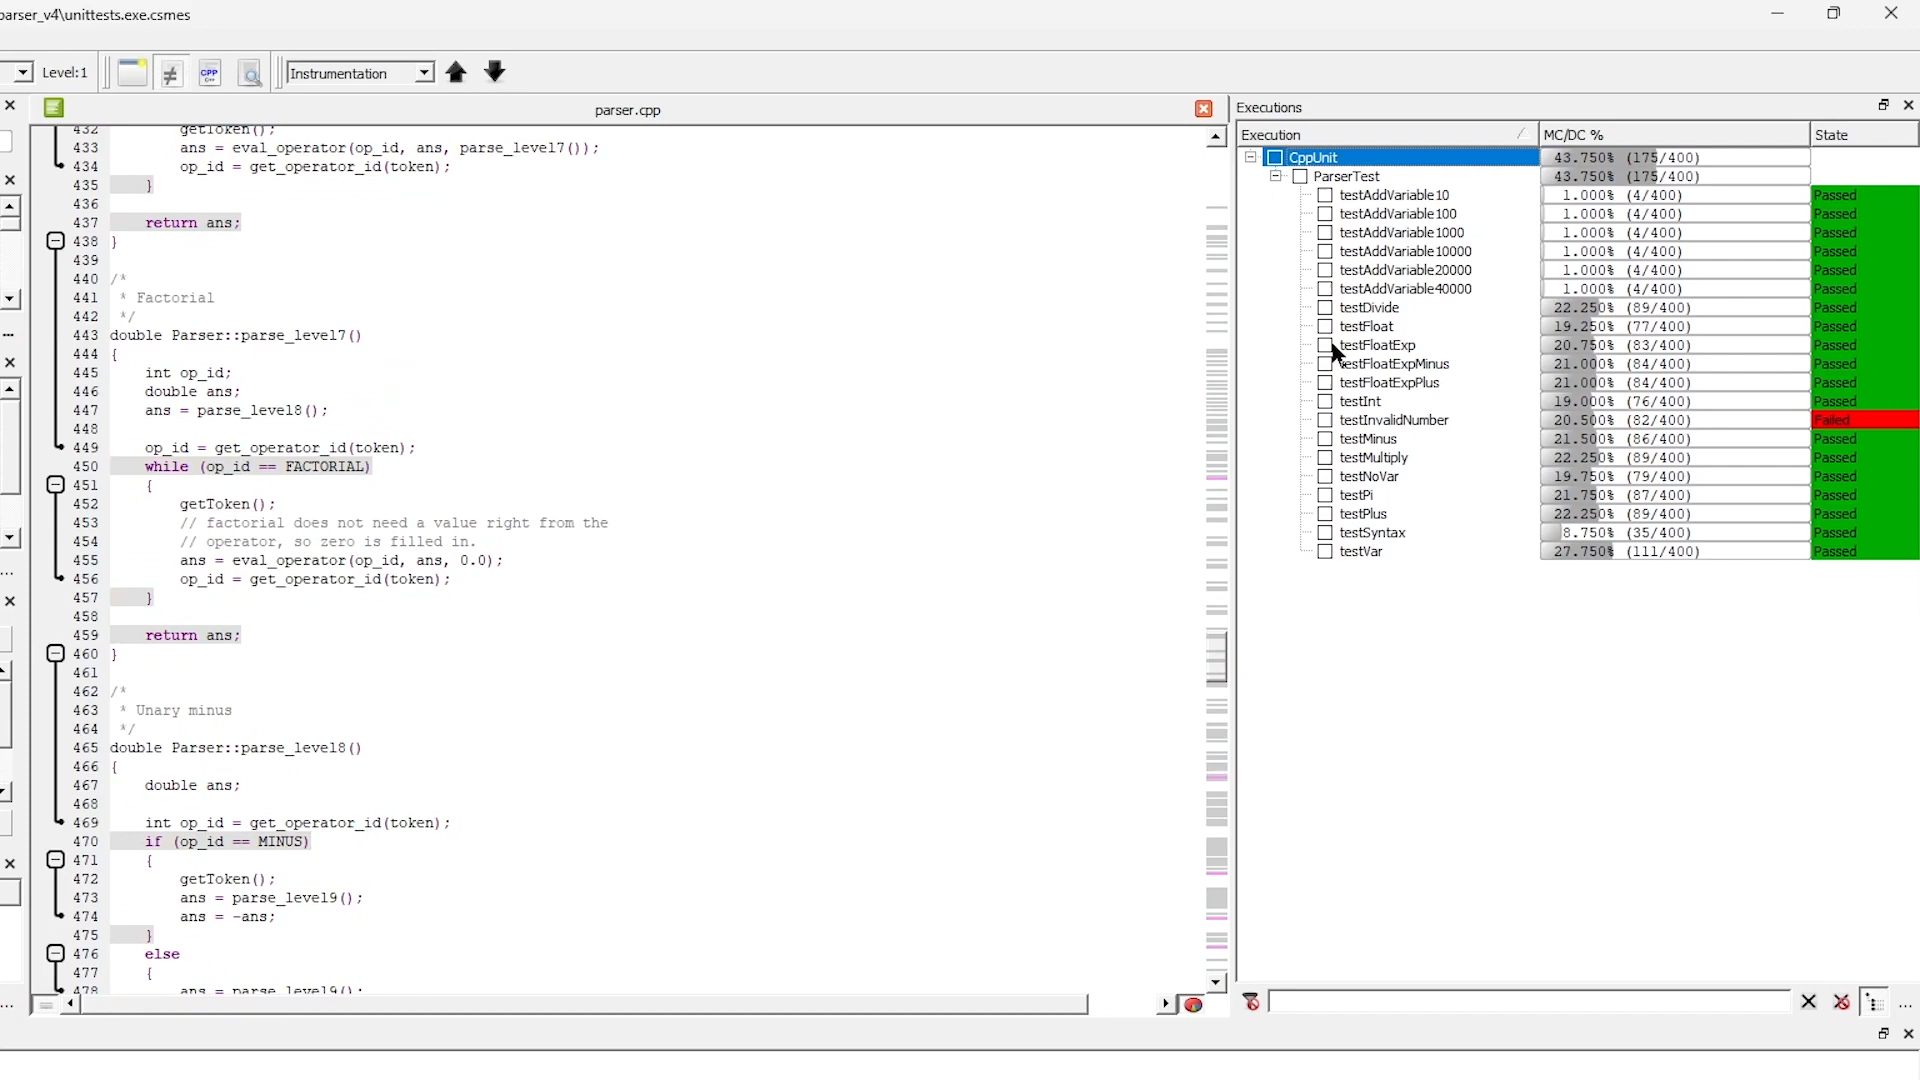 parser_v4\unittests.exe.csmes
Level:1
CPP
C++
Instrumentation
parser.cpp
432 getToken();
433 ans = eval_operator(op_id, ans, parse_level7());
434 op_id = get_operator_id(token);
435 }
436
437 return ans;
438 }
439
440 /*
441 * Factorial
442 */
443 double Parser::parse_level7()
444 {
445 int op_id;
446 double ans;
447 ans = parse_level8();
448
449 op_id = get_operator_id(token);
450 while (op_id == FACTORIAL)
451 {
452 getToken();
453 // factorial does not need a value right from the
454 // operator, so zero is filled in.
455 ans = eval_operator(op_id, ans, 0.0);
456 op_id = get_operator_id(token);
457 }
458
459 return ans;
460 }
461
462 /*
463 * Unary minus
464 */
465 double Parser::parse_level8()
466 {
467 double ans;
468
469 int op_id = get_operator_id(token);
470 if (op_id == MINUS)
471 {
472 getToken();
473 ans = parse_level9();
474 ans = -ans;
475 }
476 else
477 {
478 ans = parse_level9();
Executions
Execution MC/DC % State
CppUnit 43.750% (175/400)
ParserTest 43.750% (175/400)
testAddVariable10 1.000% (4/400) Passed
testAddVariable100 1.000% (4/400) Passed
testAddVariable1000 1.000% (4/400) Passed
testAddVariable10000 1.000% (4/400) Passed
testAddVariable20000 1.000% (4/400) Passed
testAddVariable40000 1.000% (4/400) Passed
testDivide 22.250% (89/400) Passed
testFloat 19.250% (77/400) Passed
testFloatExp 20.750% (83/400) Passed
testFloatExpMinus 21.000% (84/400) Passed
testFloatExpPlus 21.000% (84/400) Passed
testInt 19.000% (76/400) Passed
testInvalidNumber 20.500% (82/400) Failed
testMinus 21.500% (86/400) Passed
testMultiply 22.250% (89/400) Passed
testNoVar 19.750% (79/400) Passed
testPi 21.750% (87/400) Passed
testPlus 22.250% (89/400) Passed
testSyntax 8.750% (35/400) Passed
testVar 27.750% (111/400) Passed